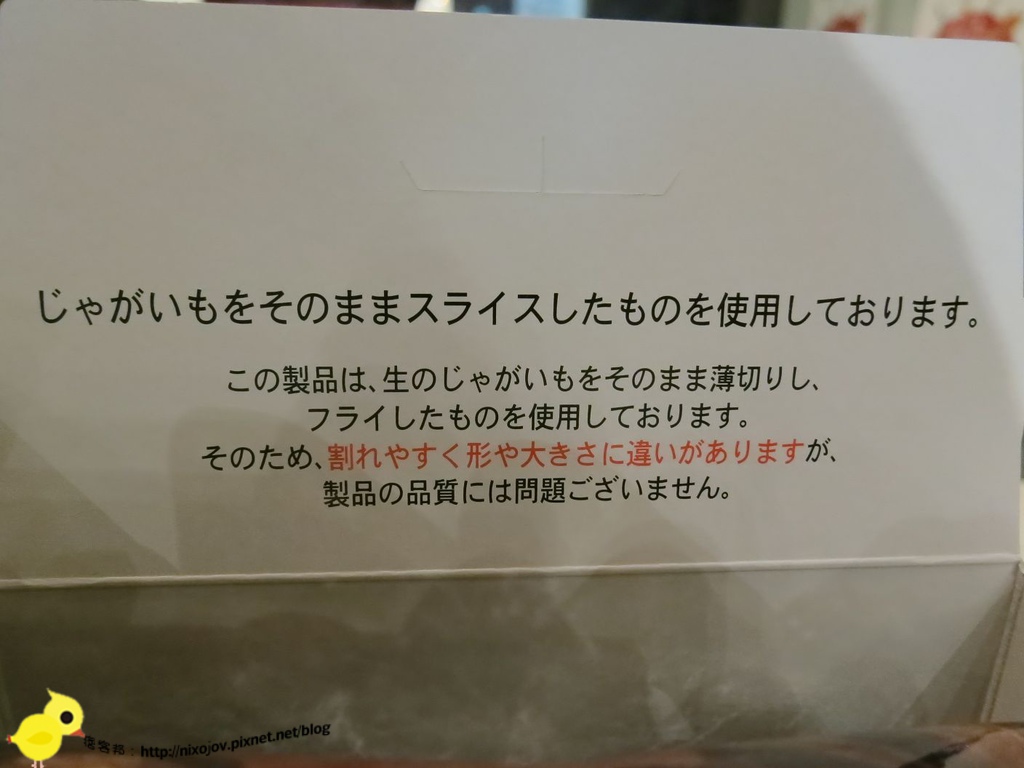 じゃがいもをそのままスライスしたものを使用しております。
この製品は、生のじゃがいもをそのまま薄切りし、
フライしたものを使用しております。
そのため、割れやすく形や大きさに違いがありますが、
製品の品質には問題ございません。
痞客邦：http://nixojov.pixnet.net/blog